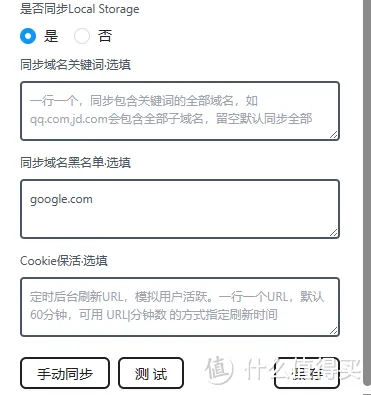 是否同步Local Storage
是 否
同步域名关键词·选填
一行一个，同步包含关键词的全部域名，如
qq.com,jd.com会包含全部子域名，留空默认同步全部
同步域名黑名单·选填
google.com
Cookie保活·选填
定时后台刷新URL，模拟用户活跃。一行一个URL，默认
60分钟，可用 URL|分钟数 的方式指定刷新时间
手动同步 测 试 保 存
值 什么值得买